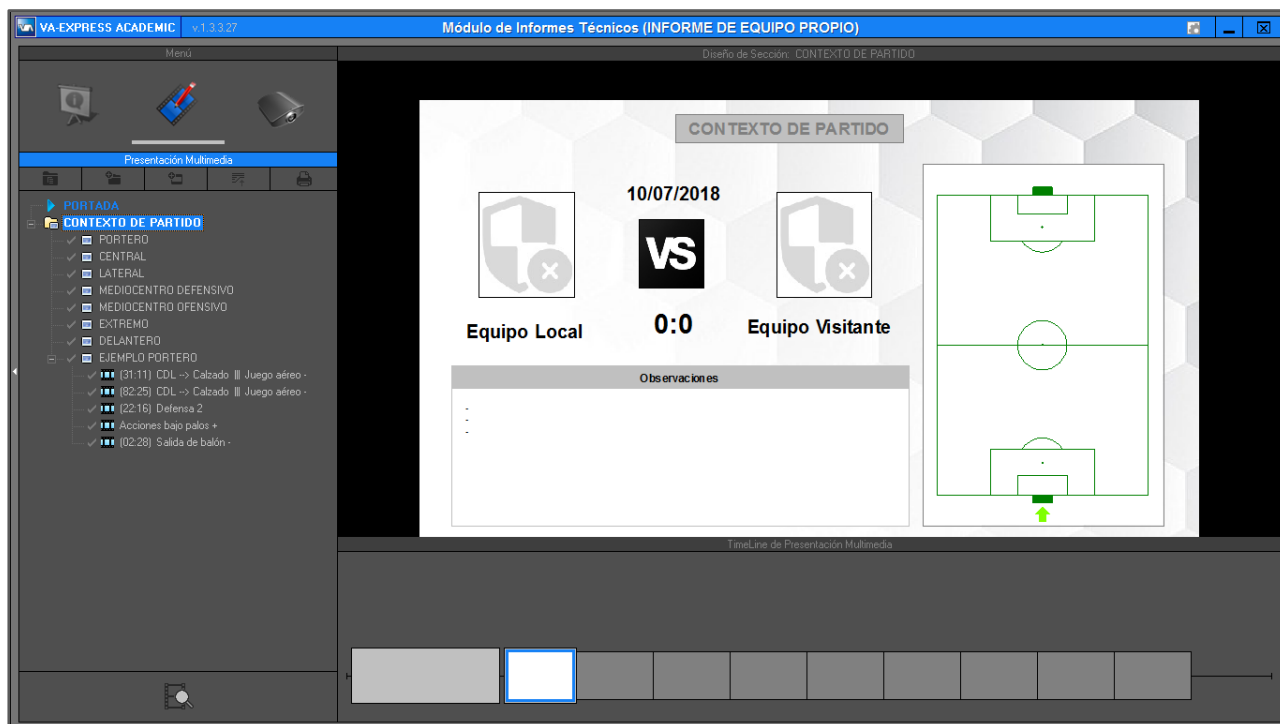 VA-EXPRESS ACADEMIC v.1.3.3.27 Módulo de Informes Técnicos (INFORME DE EQUIPO PROPIO)
Menú
Presentación Multimedia
PORTADA
CONTEXTO DE PARTIDO
PORTERO
CENTRAL
LATERAL
MEDIOCENTRO DEFENSIVO
MEDIOCENTRO OFENSIVO
EXTREMO
DELANTERO
EJEMPLO PORTERO
(31:11) CDL --> Calzado ||| Juego aéreo -
(82:25) CDL --> Calzado ||| Juego aéreo -
(22:16) Defensa 2
Acciones bajo palos +
(02:28) Salida de balón -
Diseño de Sección: CONTEXTO DE PARTIDO
CONTEXTO DE PARTIDO
10/07/2018
VS
Equipo Local 0:0 Equipo Visitante
Observaciones
-
-
-
TimeLine de Presentación Multimedia